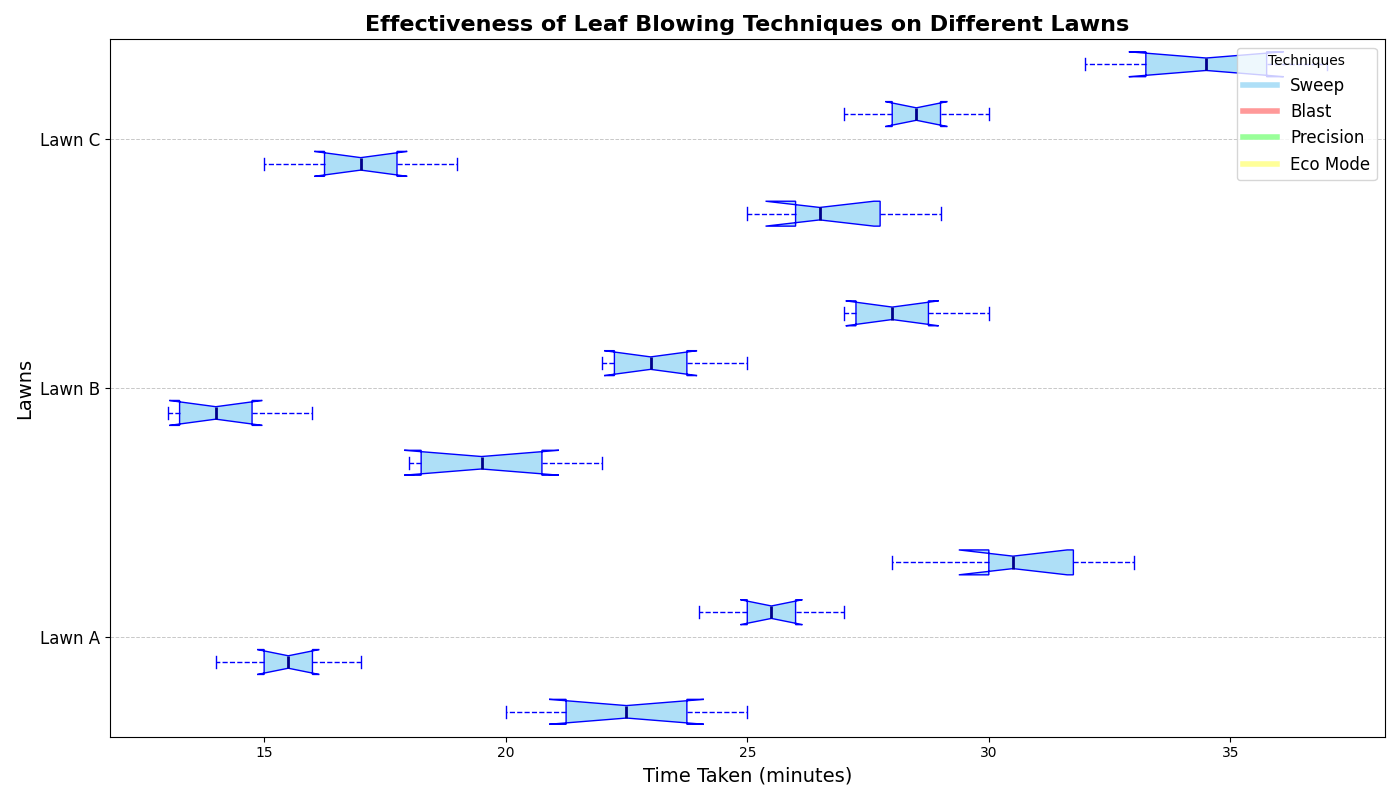 Effectiveness of Leaf Blowing Techniques on Different Lawns
Techniques
Sweep
Blast
Precision
Eco Mode
Lawns
Lawn C
Lawn B
Lawn A
15 20 25 30 35
Time Taken (minutes)